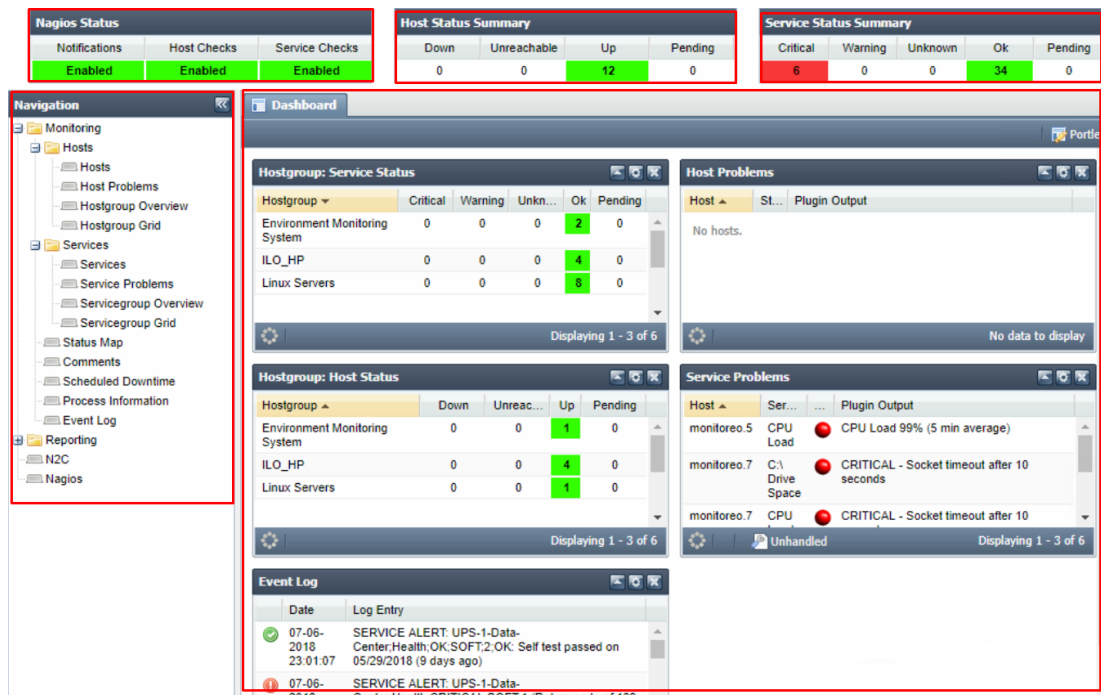 Nagios Status
Notifications Host Checks Service Checks
Enabled Enabled Enabled
Host Status Summary
Down Unreachable Up Pending
0 0 12 0
Service Status Summary
Critical Warning Unknown Ok Pending
6 0 0 34 0
Navigation
Monitoring
Hosts
Hosts
Host Problems
Hostgroup Overview
Hostgroup Grid
Services
Services
Service Problems
Servicegroup Overview
Servicegroup Grid
Status Map
Comments
Scheduled Downtime
Process Information
Event Log
Reporting
N2C
Nagios
Dashboard
Portle
Hostgroup: Service Status
Hostgroup Critical Warning Unkn... Ok Pending
Environment Monitoring 0 0 0 2 0
System
ILO_HP 0 0 0 4 0
Linux Servers 0 0 0 8 0
Displaying 1 - 3 of 6
Host Problems
Host St... Plugin Output
No hosts.
No data to display
Hostgroup: Host Status
Hostgroup Down Unreac... Up Pending
Environment Monitoring 0 0 1 0
System
ILO_HP 0 0 4 0
Linux Servers 0 0 1 0
Displaying 1 - 3 of 6
Service Problems
Host Ser... ... Plugin Output
monitoreo.5 CPU CPU Load 99% (5 min average)
Load
monitoreo.7 C:\ CRITICAL - Socket timeout after 10
Drive seconds
Space
monitoreo.7 CPU CRITICAL - Socket timeout after 10
Unhandled Displaying 1 - 3 of 6
Event Log
Date Log Entry
07-06- SERVICE ALERT: UPS-1-Data-
2018 Center;Health;OK;SOFT;2;OK: Self test passed on
23:01:07 05/29/2018 (9 days ago)
07-06- SERVICE ALERT: UPS-1-Data-